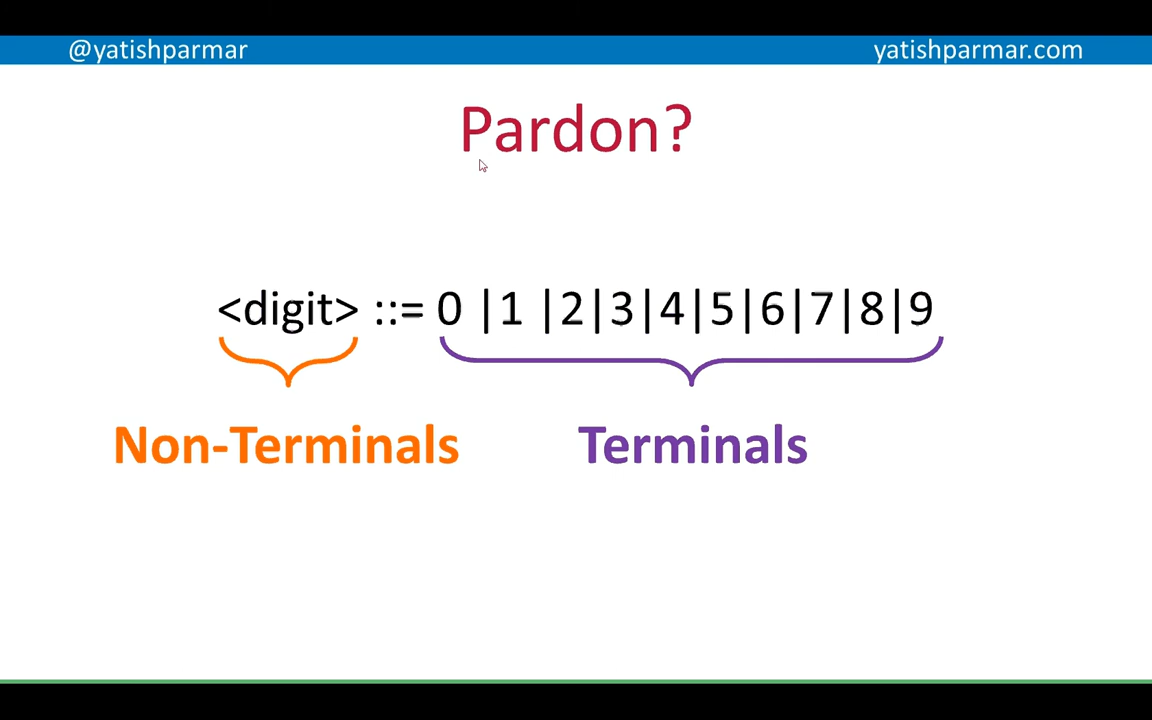 @yatishparmar yatishparmar.com
Pardon?
<digit> ::= 0 |1 |2|3|4|5|6|7|8|9
Non-Terminals Terminals